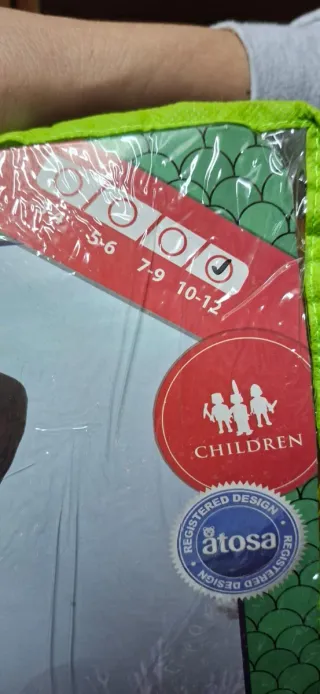 5-6
7-9
10-12
CHILDREN
REGISTERED DESIGN
atosa
REGISTERED DESIGN